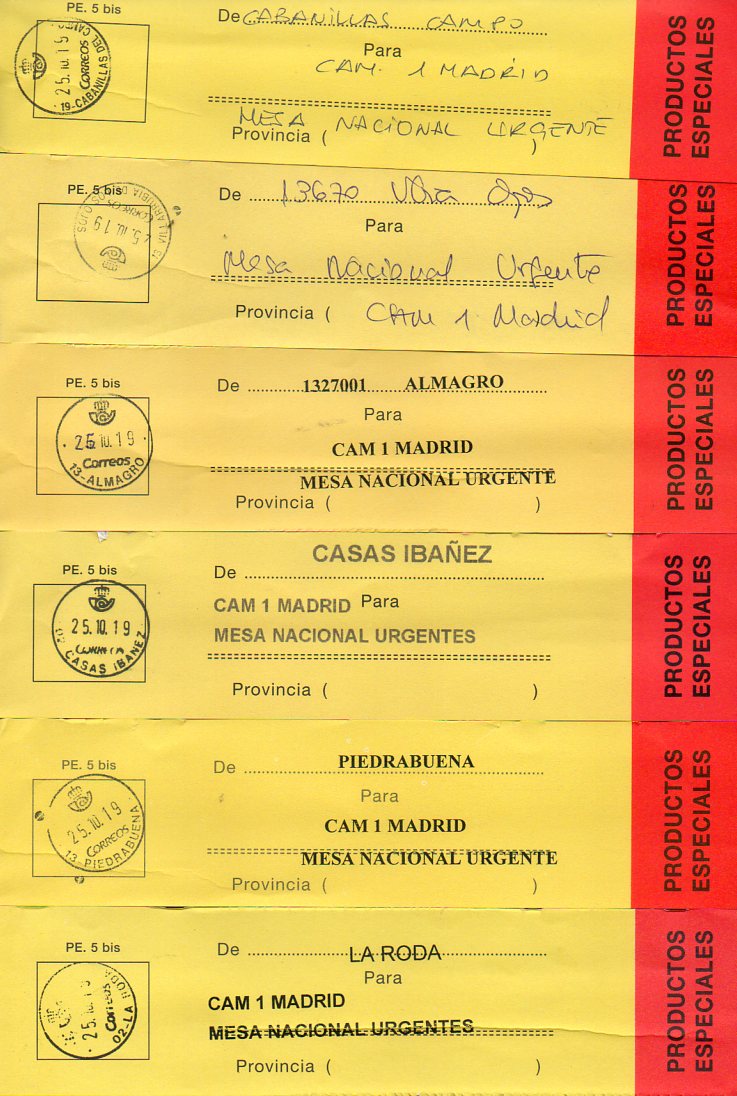 PE. 5 bis
25.10.19
CORREOS
19-CABANILLAS DEL CAMPO
De CABANILLAS CAMPO
Para
CAM. 1 MADRID
MESA NACIONAL URGENTE
Provincia ( )
PRODUCTOS
ESPECIALES
PE. 5 bis
25.10.19
CORREOS
De 13670 Vlla Ojos
Para
Mesa Nacional Urgente
Provincia ( CAM 1 Madrid
PRODUCTOS
ESPECIALES
PE. 5 bis
25.10.19
Correos
13-ALMAGRO
De 1327001 ALMAGRO
Para
CAM 1 MADRID
MESA NACIONAL URGENTE
Provincia ( )
PRODUCTOS
ESPECIALES
PE. 5 bis
25.10.19
02 CASAS IBAÑEZ
CASAS IBAÑEZ
De
CAM 1 MADRID Para
MESA NACIONAL URGENTES
Provincia ( )
PRODUCTOS
ESPECIALES
PE. 5 bis
25.10.19
CORREOS
13-PIEDRABUENA
De PIEDRABUENA
Para
CAM 1 MADRID
MESA NACIONAL URGENTE
Provincia ( )
PRODUCTOS
ESPECIALES
PE. 5 bis
25.10.19
Correos
02-LA RODA
De LA RODA
Para
CAM 1 MADRID
MESA NACIONAL URGENTES
Provincia ( )
PRODUCTOS
ESPECIALES